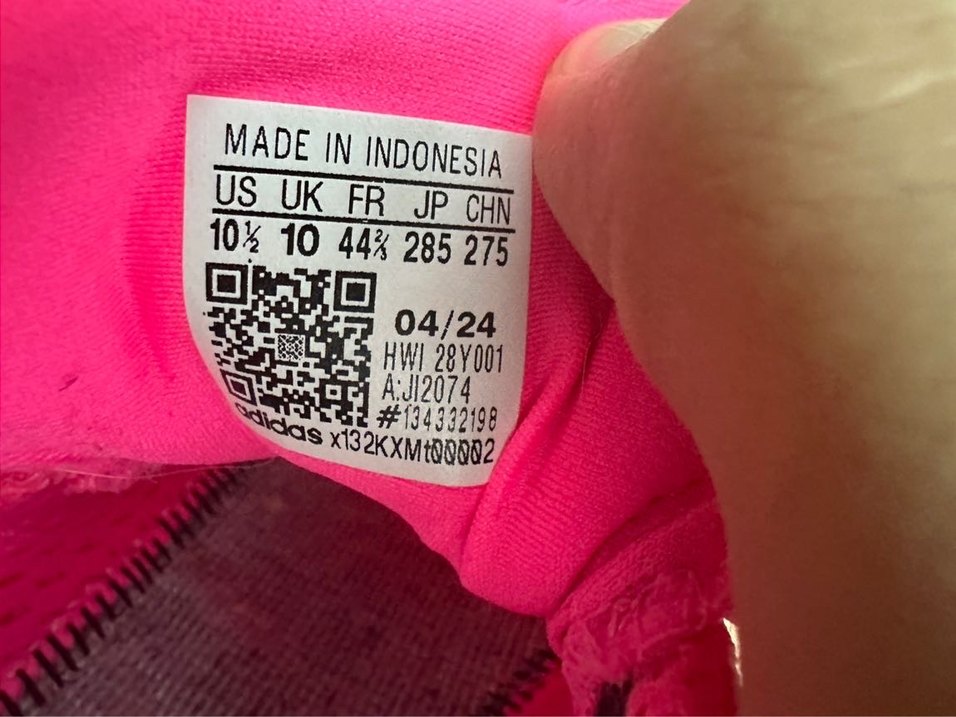 MADE IN INDONESIA
US UK FR JP CHN
10½ 10 44⅔ 285 275
04/24
HWI 28Y001
A:JI2074
#134332198
adidas x132KXMt00002